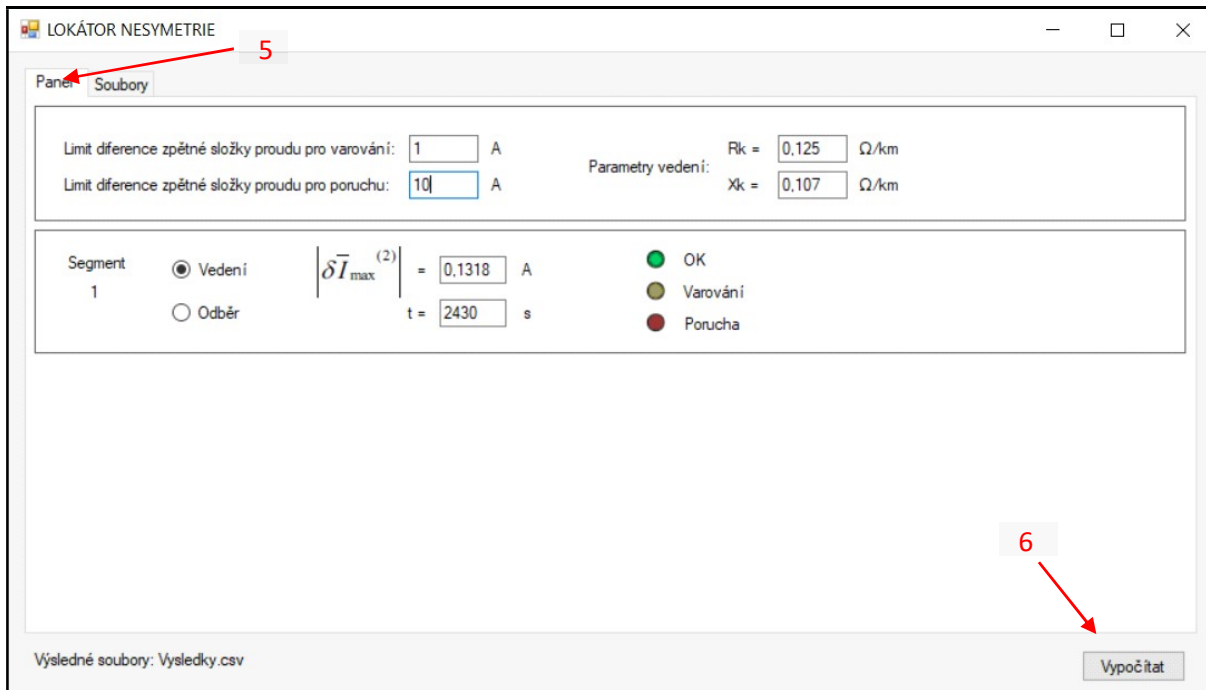 LOKÁTOR NESYMETRIE
5
Panel Soubory
Limit diference zpětné složky proudu pro varování: 1 A
Limit diference zpětné složky proudu pro poruchu: 10 A
Parametry vedení:
Rk = 0,125 Ω/km
Xk = 0,107 Ω/km
Segment
1
Vedení
Odběr
|δI̅max⁽²⁾| = 0,1318 A
t = 2430 s
OK
Varování
Porucha
6
Výsledné soubory: Vysledky.csv
Vypočítat